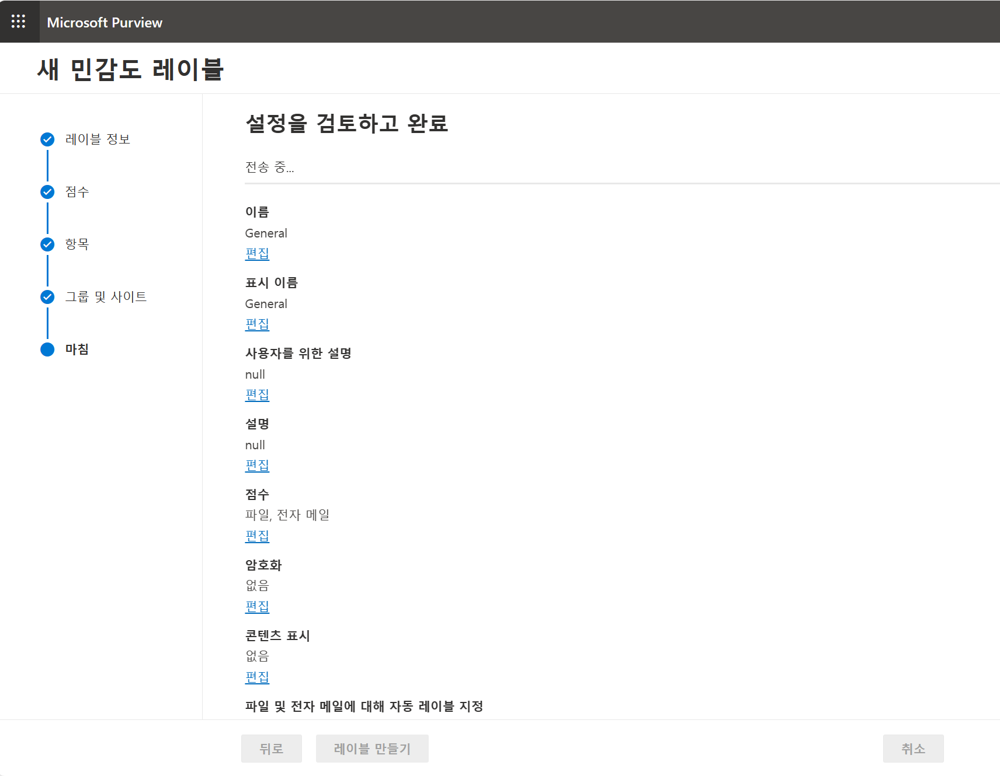 Microsoft Purview
새 민감도 레이블
레이블 정보
점수
항목
그룹 및 사이트
마침
설정을 검토하고 완료
전송 중...
이름
General
편집
표시 이름
General
편집
사용자를 위한 설명
null
편집
설명
null
편집
점수
파일, 전자 메일
편집
암호화
없음
편집
콘텐츠 표시
없음
편집
파일 및 전자 메일에 대해 자동 레이블 지정
뒤로
레이블 만들기
취소